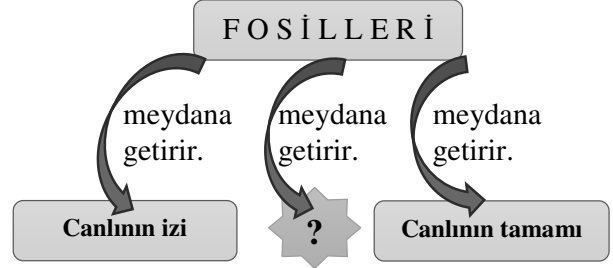 F O S İ L L E R İ
meydana
getirir.
meydana
getirir.
meydana
getirir.
Canlının izi
?
Canlının tamamı